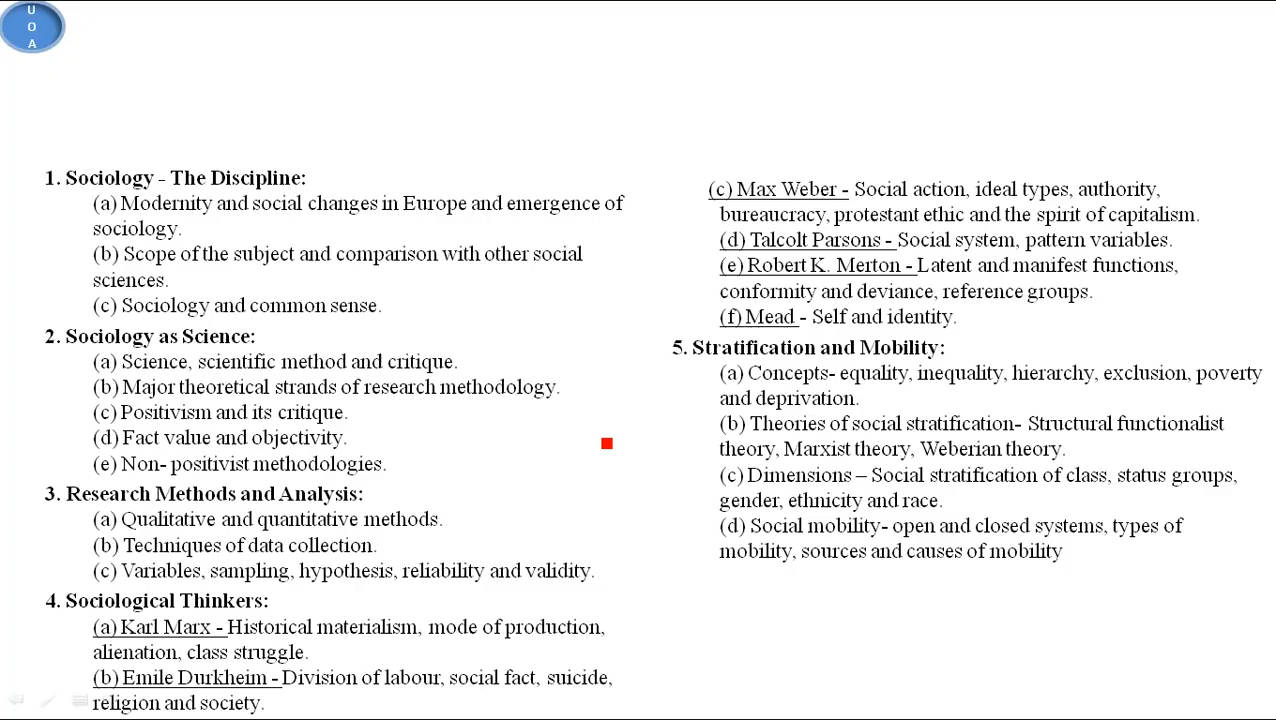 U
O
A
1. Sociology - The Discipline:
(a) Modernity and social changes in Europe and emergence of
sociology.
(b) Scope of the subject and comparison with other social
sciences.
(c) Sociology and common sense.
2. Sociology as Science:
(a) Science, scientific method and critique.
(b) Major theoretical strands of research methodology.
(c) Positivism and its critique.
(d) Fact value and objectivity.
(e) Non- positivist methodologies.
3. Research Methods and Analysis:
(a) Qualitative and quantitative methods.
(b) Techniques of data collection.
(c) Variables, sampling, hypothesis, reliability and validity.
4. Sociological Thinkers:
(a) Karl Marx - Historical materialism, mode of production,
alienation, class struggle.
(b) Emile Durkheim - Division of labour, social fact, suicide,
religion and society.
(c) Max Weber - Social action, ideal types, authority,
bureaucracy, protestant ethic and the spirit of capitalism.
(d) Talcolt Parsons - Social system, pattern variables.
(e) Robert K. Merton - Latent and manifest functions,
conformity and deviance, reference groups.
(f) Mead - Self and identity.
5. Stratification and Mobility:
(a) Concepts- equality, inequality, hierarchy, exclusion, poverty
and deprivation.
(b) Theories of social stratification- Structural functionalist
theory, Marxist theory, Weberian theory.
(c) Dimensions – Social stratification of class, status groups,
gender, ethnicity and race.
(d) Social mobility- open and closed systems, types of
mobility, sources and causes of mobility